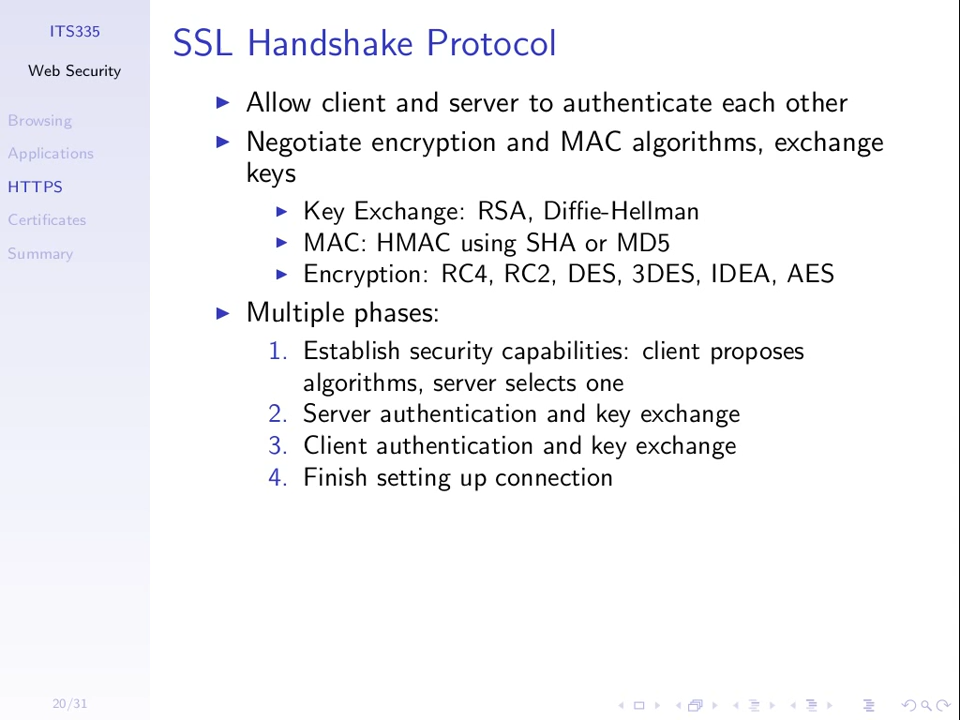 ITS335
Web Security
Browsing
Applications
HTTPS
Certificates
Summary
20/31
SSL Handshake Protocol
Allow client and server to authenticate each other
Negotiate encryption and MAC algorithms, exchange
keys
Key Exchange: RSA, Diffie-Hellman
MAC: HMAC using SHA or MD5
Encryption: RC4, RC2, DES, 3DES, IDEA, AES
Multiple phases:
1. Establish security capabilities: client proposes
algorithms, server selects one
2. Server authentication and key exchange
3. Client authentication and key exchange
4. Finish setting up connection